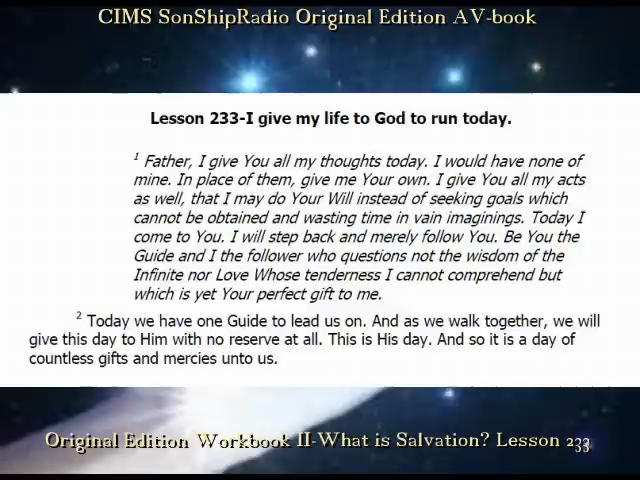 CIMS SonShipRadio Original Edition AV-book
Lesson 233-I give my life to God to run today.
1 Father, I give You all my thoughts today. I would have none of
mine. In place of them, give me Your own. I give You all my acts
as well, that I may do Your Will instead of seeking goals which
cannot be obtained and wasting time in vain imaginings. Today I
come to You. I will step back and merely follow You. Be You the
Guide and I the follower who questions not the wisdom of the
Infinite nor Love Whose tenderness I cannot comprehend but
which is yet Your perfect gift to me.
2 Today we have one Guide to lead us on. And as we walk together, we will
give this day to Him with no reserve at all. This is His day. And so it is a day of
countless gifts and mercies unto us.
Original Edition Workbook II-What is Salvation? Lesson 233